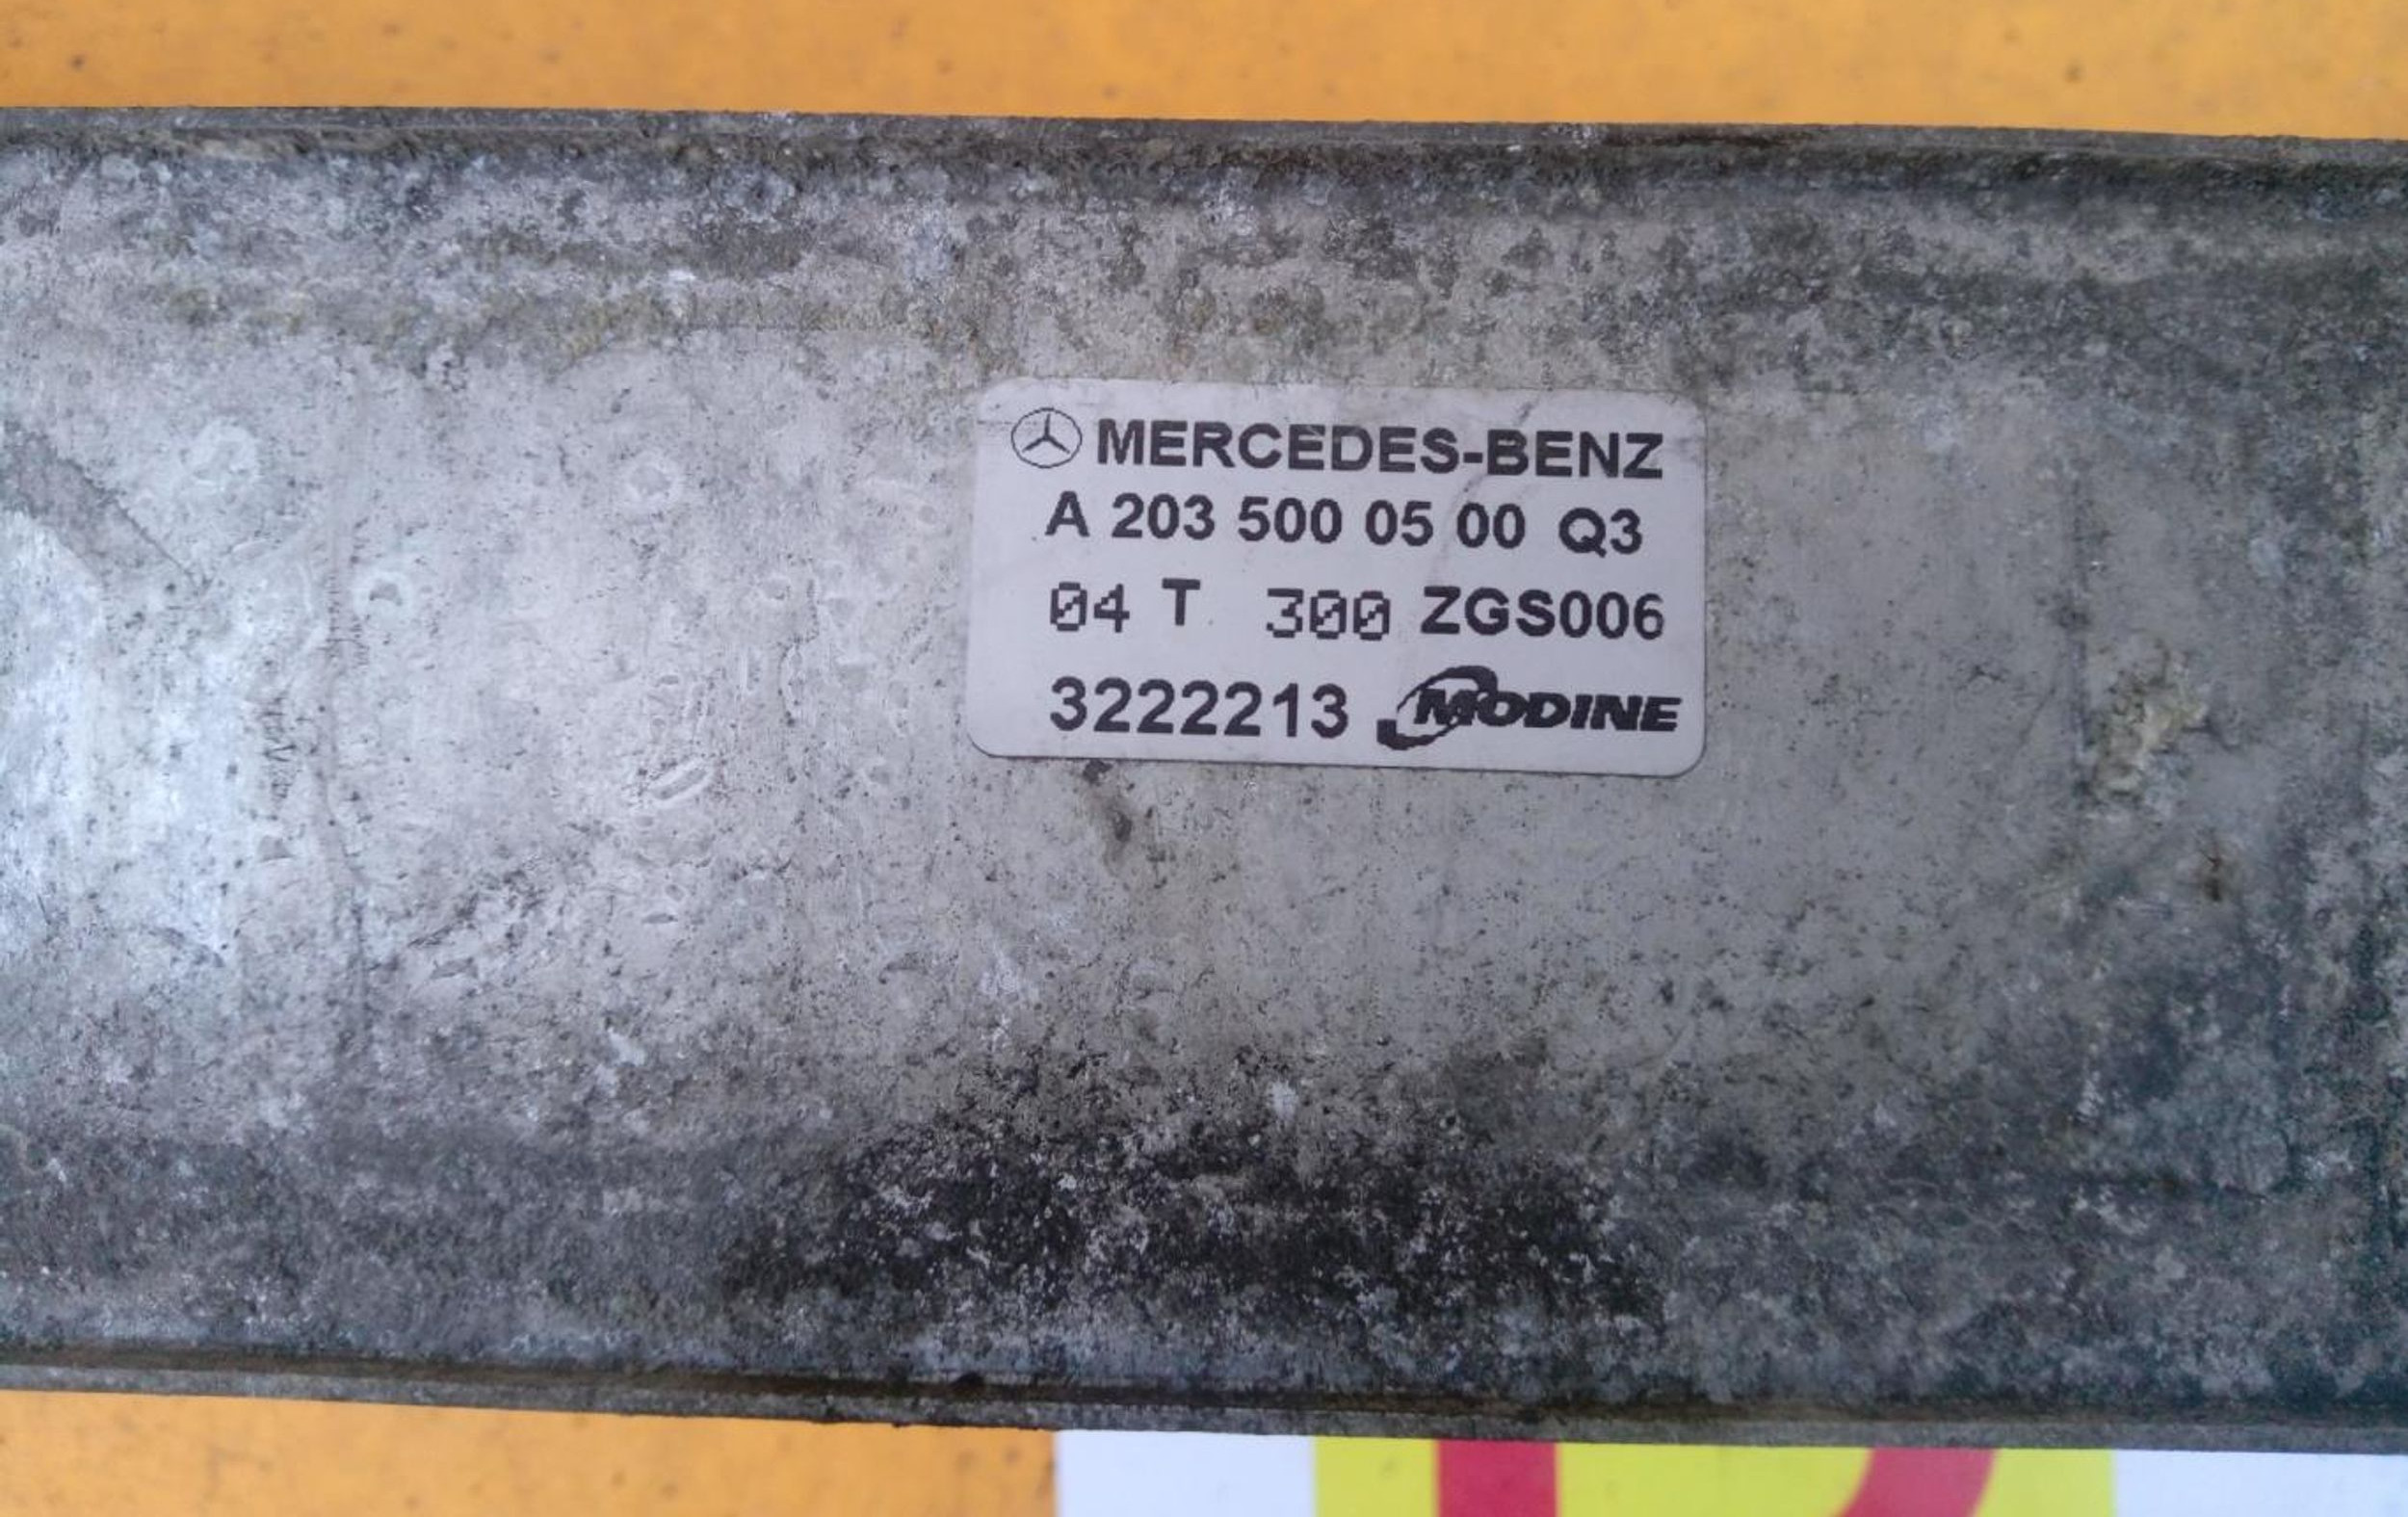 MERCEDES-BENZ
A 203 500 05 00 Q3
04 T 300 ZGS006
3222213 MODINE